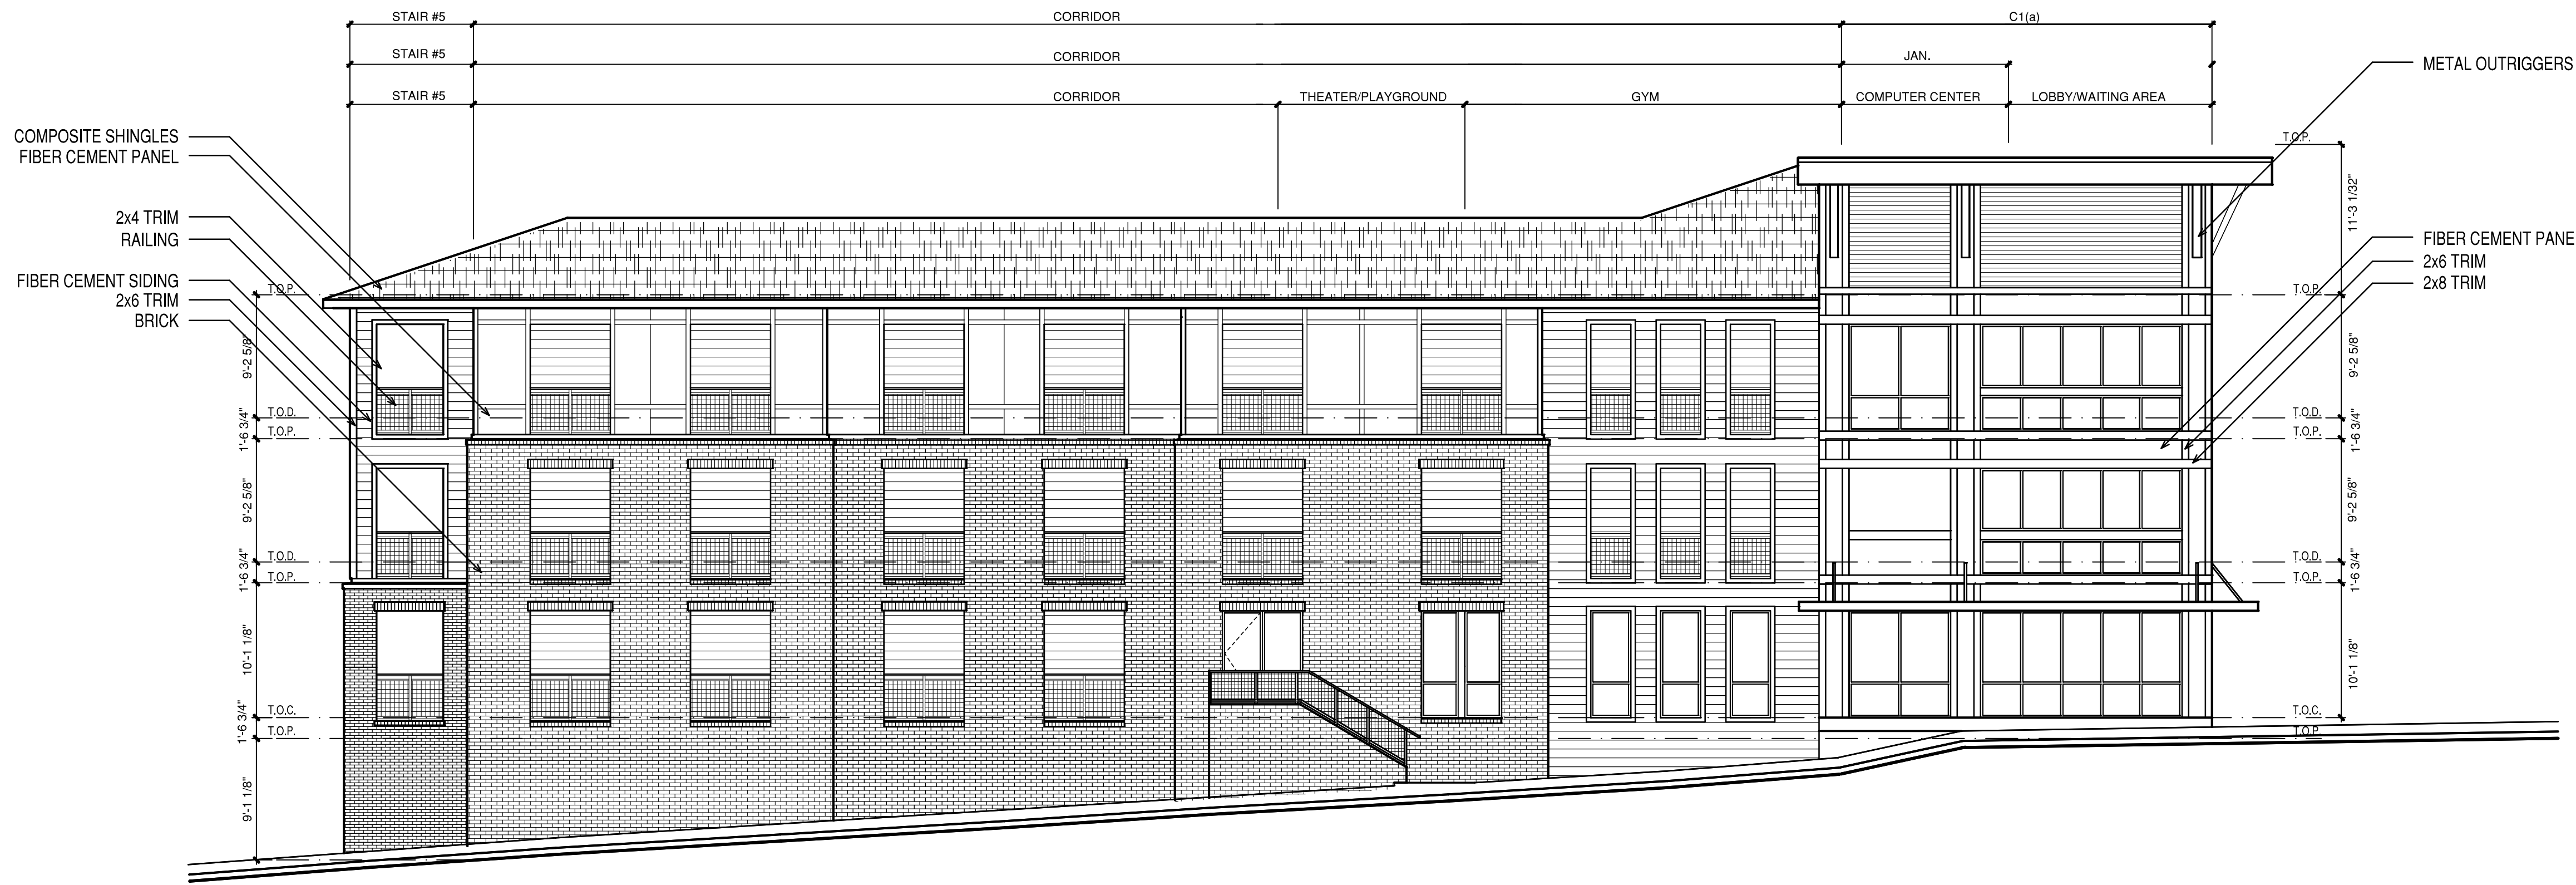 STAIR #5 CORRIDOR C1(a)
STAIR #5 CORRIDOR JAN.
STAIR #5 CORRIDOR THEATER/PLAYGROUND GYM COMPUTER CENTER LOBBY/WAITING AREA
METAL OUTRIGGERS
COMPOSITE SHINGLES
FIBER CEMENT PANEL
2x4 TRIM
RAILING
FIBER CEMENT SIDING
2x6 TRIM
BRICK
T.O.P.
9'-2 5/8"
T.O.D.
1'-6 3/4"
T.O.P.
9'-2 5/8"
T.O.D.
1'-6 3/4"
T.O.P.
10'-1 1/8"
T.O.C.
1'-6 3/4"
T.O.P.
9'-1 1/8"
T.O.P.
11'-3 1/32"
FIBER CEMENT PANE
2x6 TRIM
2x8 TRIM
T.O.P.
9'-2 5/8"
T.O.D.
1'-6 3/4"
T.O.P.
9'-2 5/8"
T.O.D.
1'-6 3/4"
T.O.P.
10'-1 1/8"
T.O.C.
T.O.P.